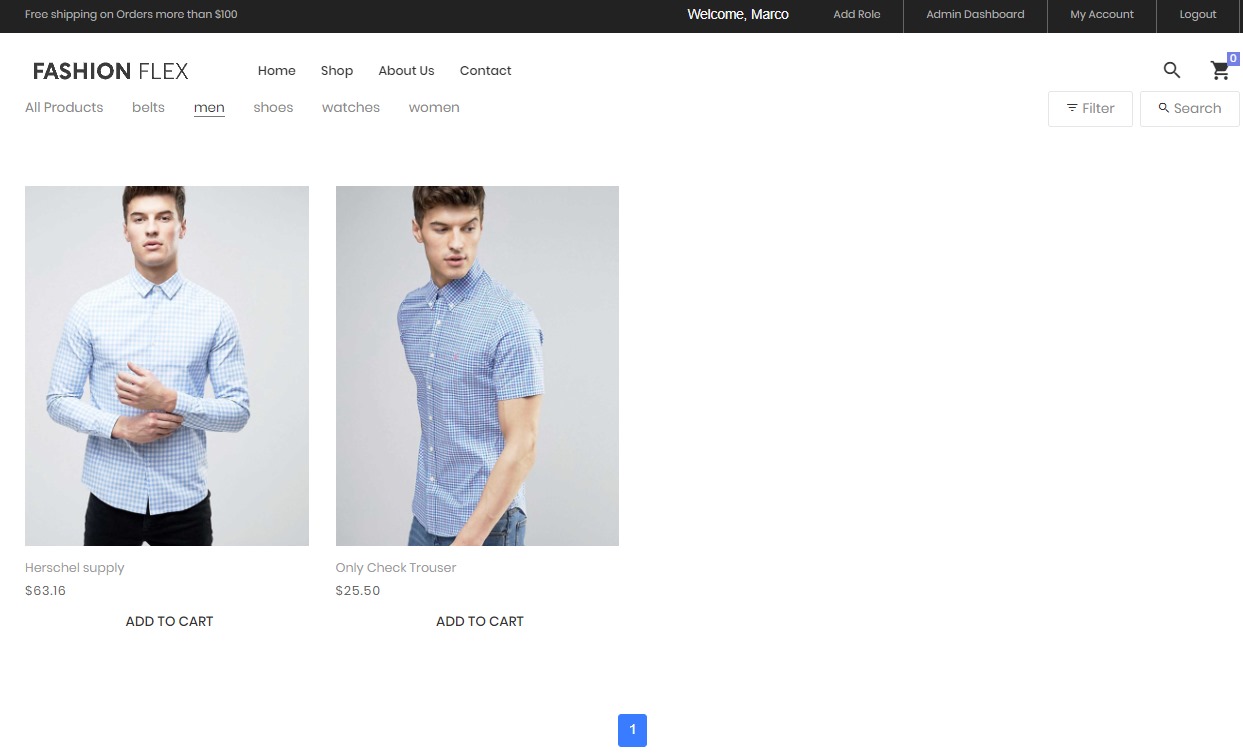 Free shipping on Orders more than $100 Welcome, Marco Add Role Admin Dashboard My Account Logout
FASHION FLEX Home Shop About Us Contact 0
All Products belts men shoes watches women Filter Search
Herschel supply Only Check Trouser
$63.16 $25.50
ADD TO CART ADD TO CART
1